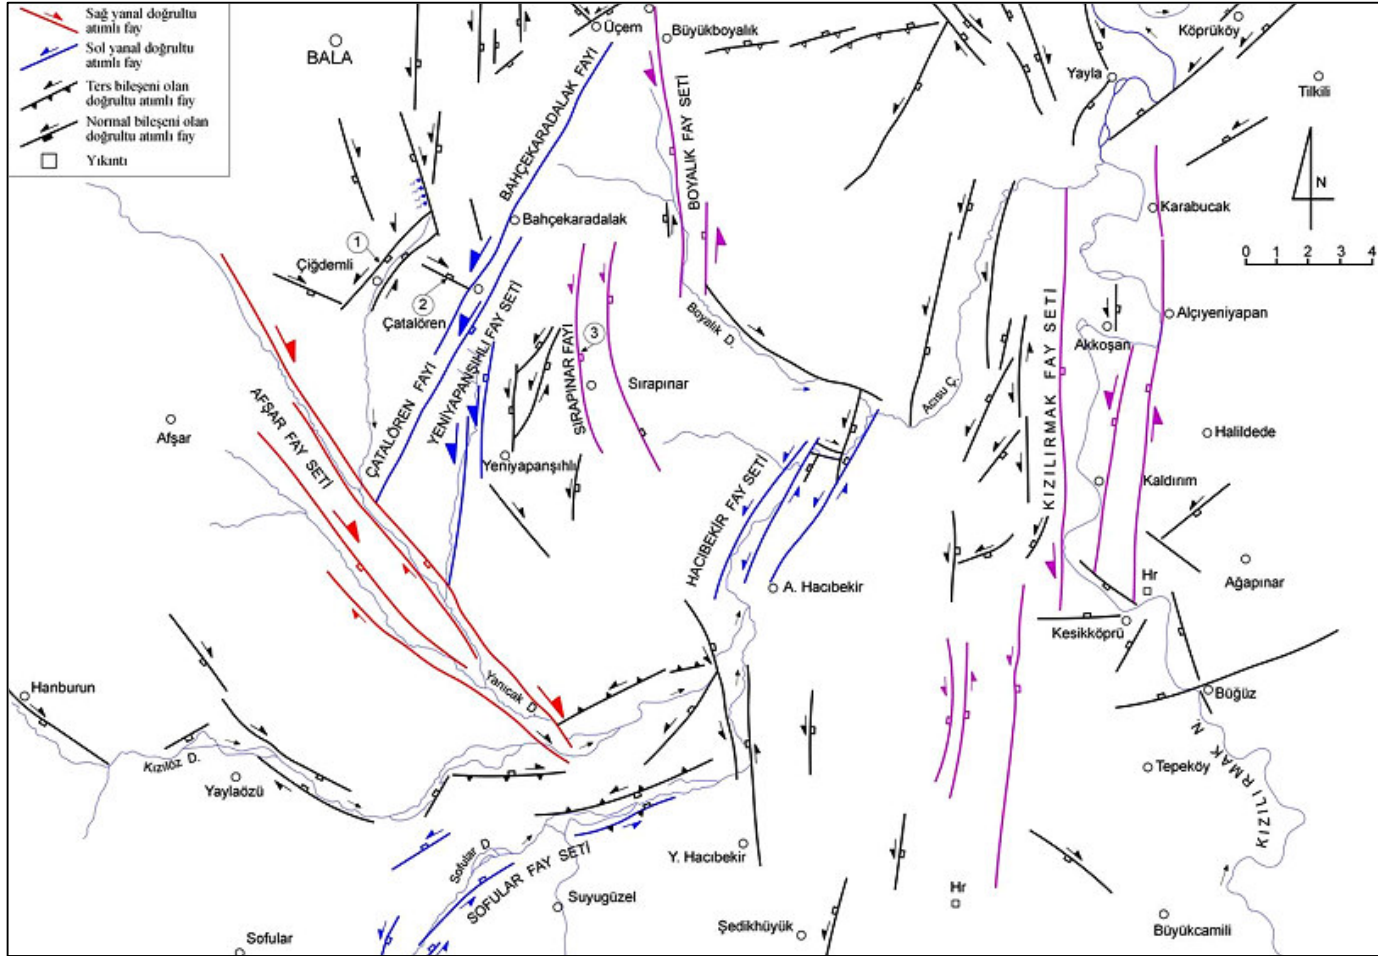 Sağ yanal doğrultu
atımlı fay
Sol yanal doğrultu
atımlı fay
Ters bileşeni olan
doğrultu atımlı fay
Normal bileşeni olan
doğrultu atımlı fay
Yıkıntı
BALA
Üçem
Büyükboyalık
Köprüköy
Yayla
Tilkili
N
0 1 2 3 4
BAHÇEKARADALAK FAYI
BOYALIK FAY SETİ
Bahçekaradalak
Karabucak
1
Çiğdemli
2
Çatalören
Boyalık D.
Alçıyeniyapan
Akkoşan
3
Sırapınar
SIRAPINAR FAYI
YENİYAPANŞIHLI FAY SETİ
ÇATALÖREN FAYI
AFŞAR FAY SETİ
Afşar
Acısu Ç.
KIZILIRMAK FAY SETİ
Halildede
Yeniyapanşıhlı
Kaldırım
HACIBEKİR FAY SETİ
A. Hacıbekir
Ağapınar
Hr
Kesikköprü
Yanıcak D.
Hanburun
Büğüz
Kızılöz D.
Yaylaözü
Tepeköy
KIZILIRMAK N.
Sofular D.
SOFULAR FAY SETİ
Y. Hacıbekir
Suyugüzel
Hr
Şedikhüyük
Büyükcamili
Sofular